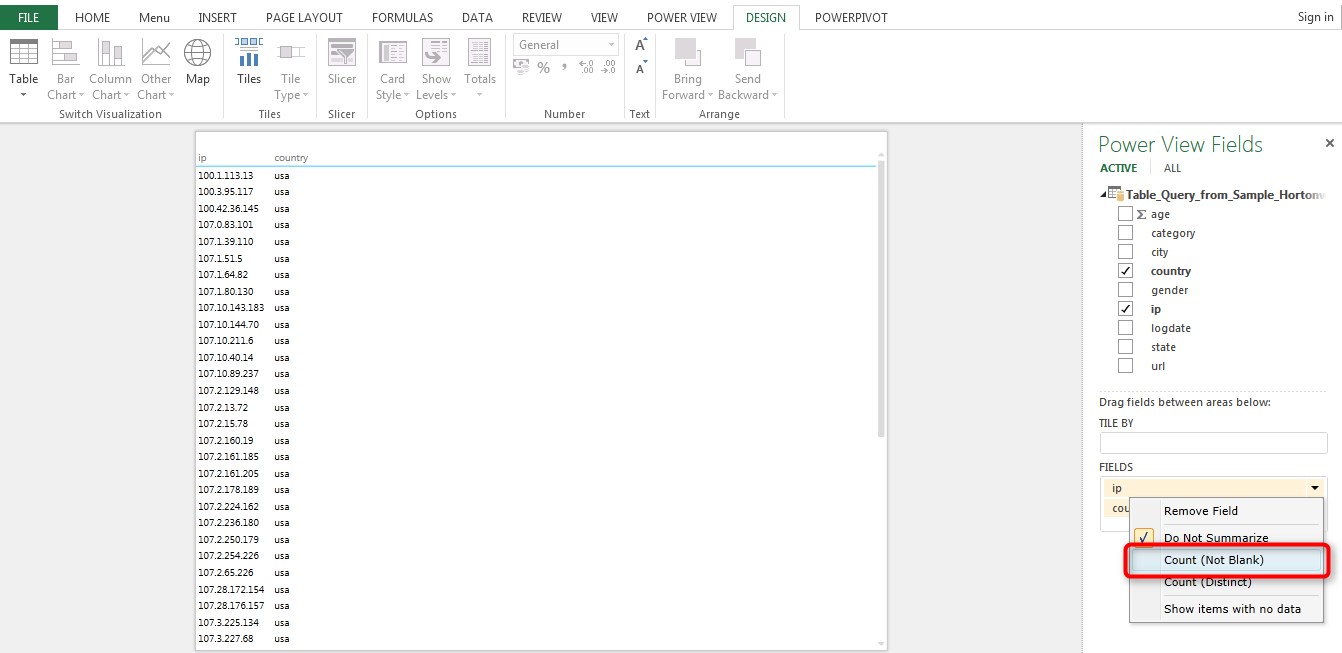 FILE HOME Menu INSERT PAGE LAYOUT FORMULAS DATA REVIEW VIEW POWER VIEW DESIGN POWERPIVOT Sign in
General
Table Bar Column Other Map Tiles Tile Slicer Card Show Totals Bring Send
Chart Chart Chart Type Style Levels Forward Backward
Switch Visualization Tiles Slicer Options Number Text Arrange
ip country
100.1.113.13 usa
100.3.95.117 usa
100.42.36.145 usa
107.0.83.101 usa
107.1.39.110 usa
107.1.51.5 usa
107.1.64.82 usa
107.1.80.130 usa
107.10.143.183 usa
107.10.144.70 usa
107.10.211.6 usa
107.10.40.14 usa
107.10.89.237 usa
107.2.129.148 usa
107.2.13.72 usa
107.2.15.78 usa
107.2.160.19 usa
107.2.161.185 usa
107.2.161.205 usa
107.2.178.189 usa
107.2.224.162 usa
107.2.236.180 usa
107.2.250.179 usa
107.2.254.226 usa
107.2.65.226 usa
107.28.172.154 usa
107.28.176.157 usa
107.3.225.134 usa
107.3.227.68 usa
Power View Fields
ACTIVE ALL
Table_Query_from_Sample_Hortonw
Σ age
category
city
country
gender
ip
logdate
state
url
Drag fields between areas below:
TILE BY
FIELDS
ip
cou
Remove Field
Do Not Summarize
Count (Not Blank)
Count (Distinct)
Show items with no data